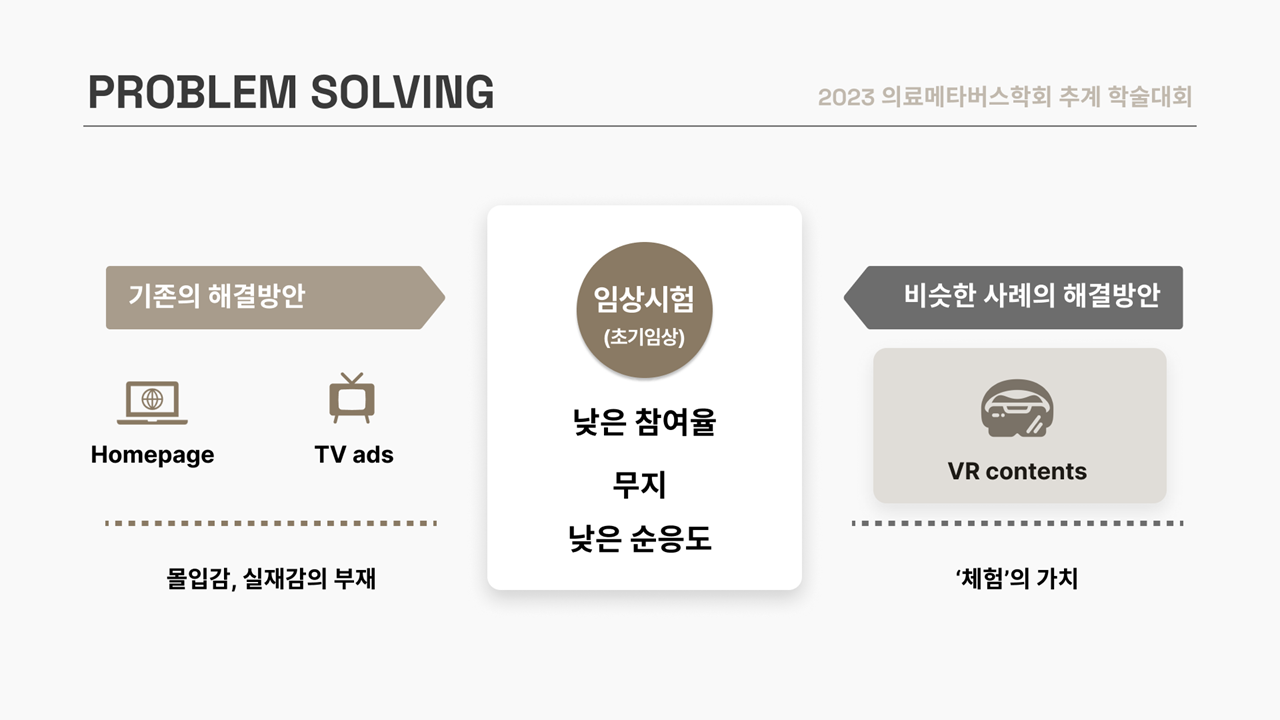 PROBLEM SOLVING
2023 의료메타버스학회 추계 학술대회
기존의 해결방안
Homepage
TV ads
몰입감, 실재감의 부재
임상시험
(초기임상)
낮은 참여율
무지
낮은 순응도
비슷한 사례의 해결방안
VR contents
‘체험’의 가치